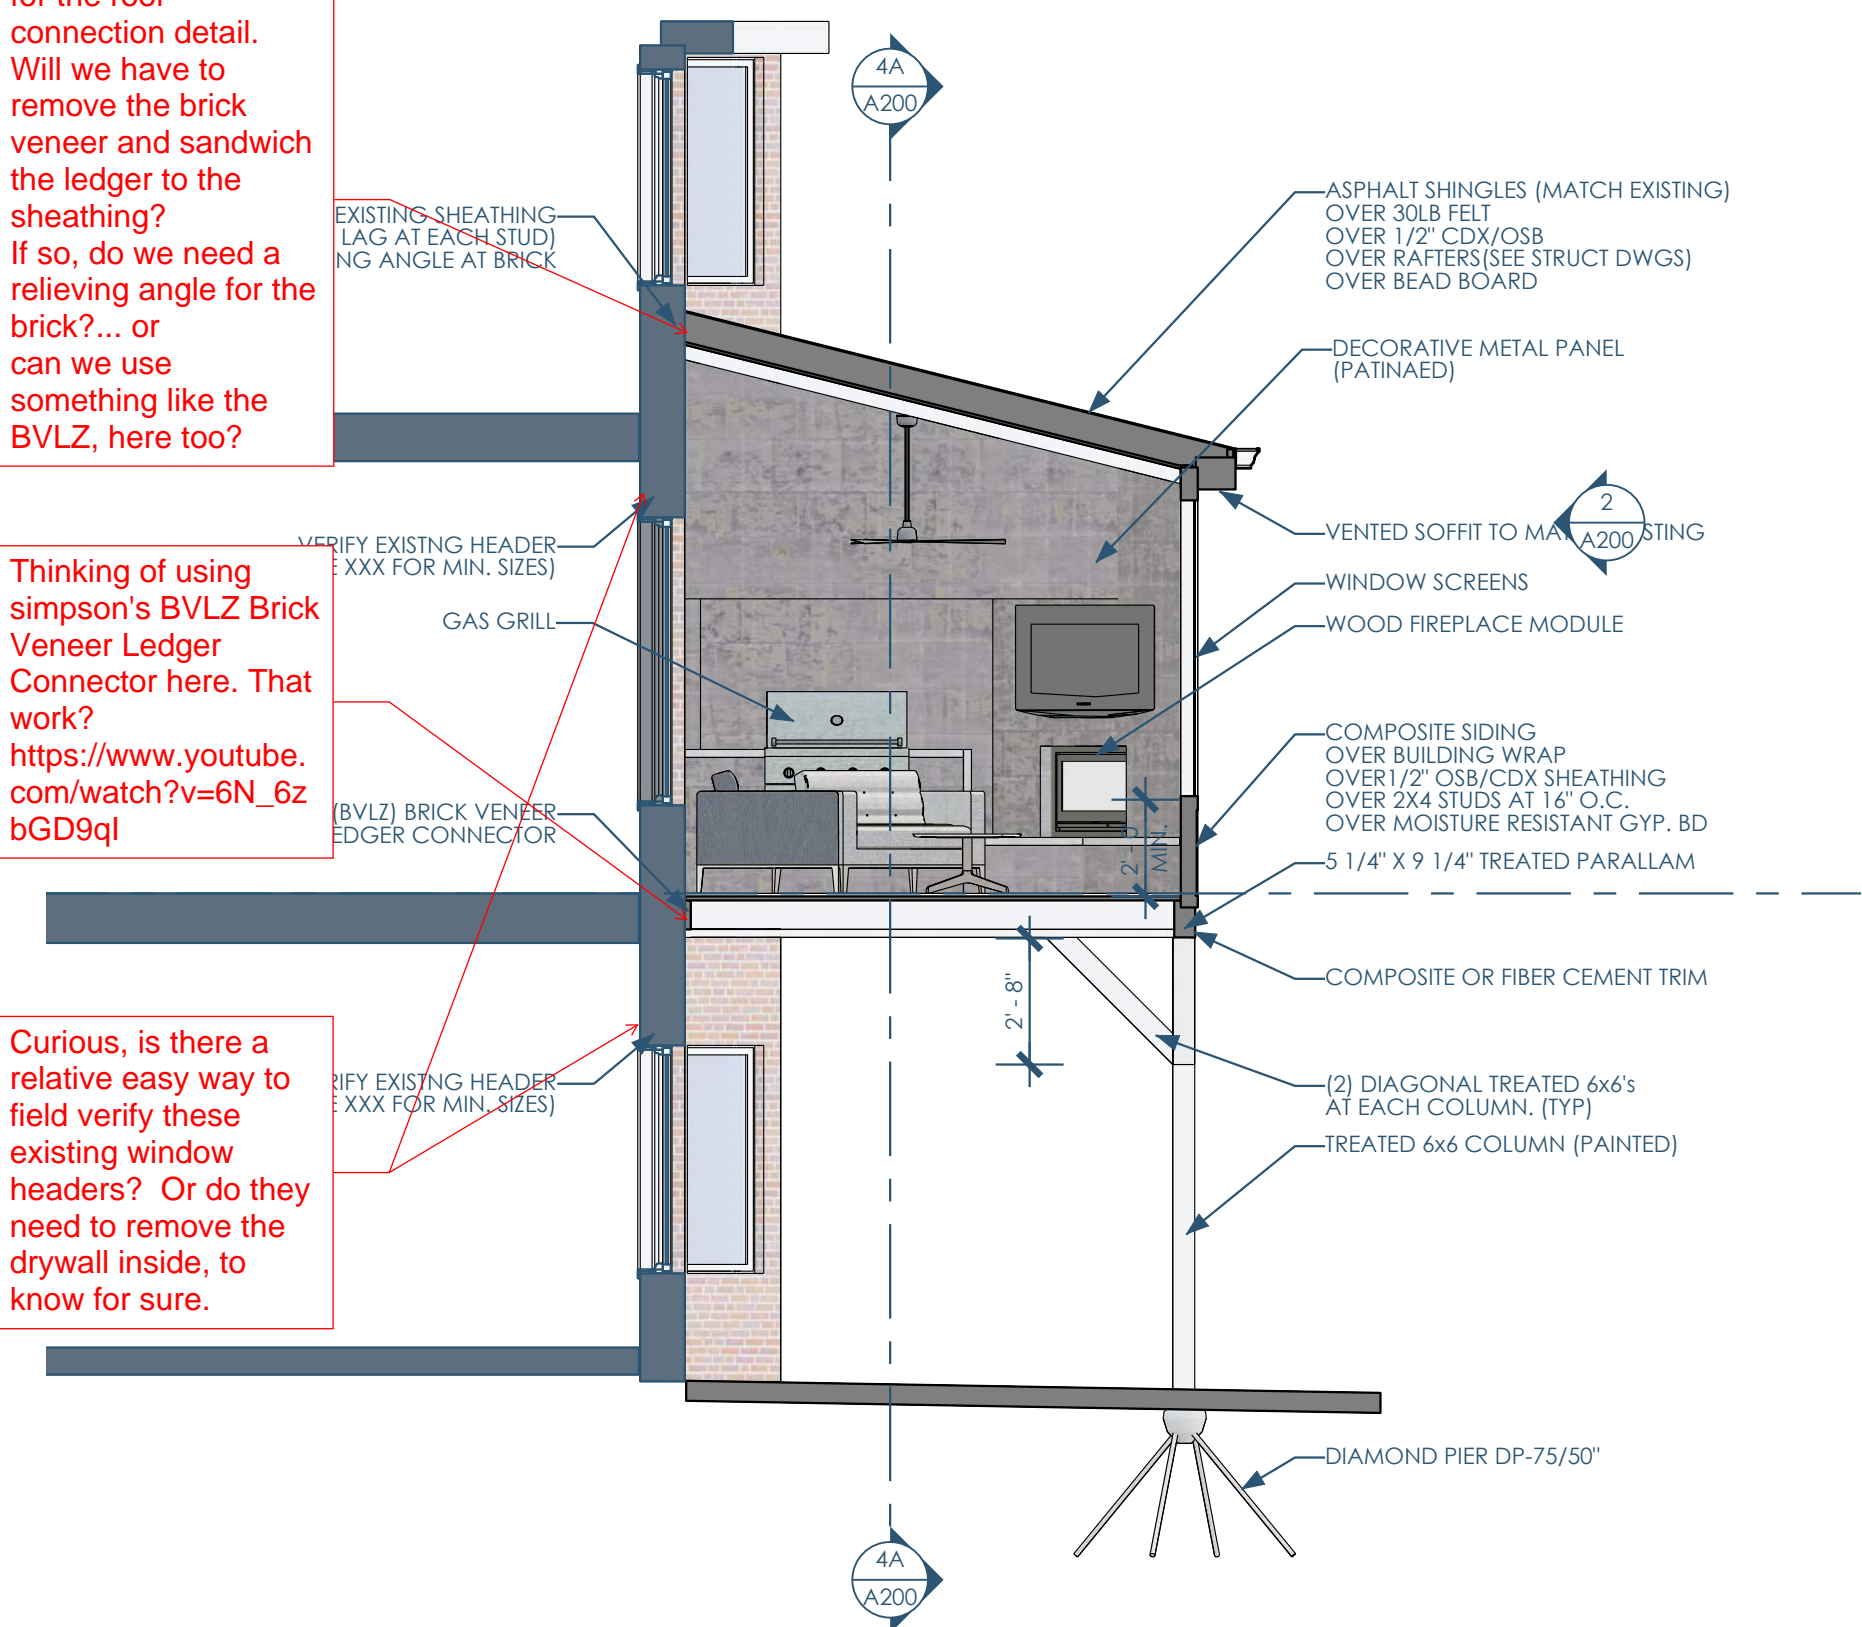 for the roof
connection detail.
Will we have to
remove the brick
veneer and sandwich
the ledger to the
sheathing?
If so, do we need a
relieving angle for the
brick?... or
can we use
something like the
BVLZ, here too?
Thinking of using
simpson's BVLZ Brick
Veneer Ledger
Connector here. That
work?
https://www.youtube.
com/watch?v=6N_6z
bGD9qI
Curious, is there a
relative easy way to
field verify these
existing window
headers? Or do they
need to remove the
drywall inside, to
know for sure.
EXISTING SHEATHING
LAG AT EACH STUD)
NG ANGLE AT BRICK
VERIFY EXISTNG HEADER
E XXX FOR MIN. SIZES)
GAS GRILL
(BVLZ) BRICK VENEER
EDGER CONNECTOR
RIFY EXISTNG HEADER
E XXX FOR MIN. SIZES)
4A
A200
2' - 0"
MIN.
2' - 8"
4A
A200
ASPHALT SHINGLES (MATCH EXISTING)
OVER 30LB FELT
OVER 1/2" CDX/OSB
OVER RAFTERS(SEE STRUCT DWGS)
OVER BEAD BOARD
DECORATIVE METAL PANEL
(PATINAED)
2
A200
VENTED SOFFIT TO MA STING
WINDOW SCREENS
WOOD FIREPLACE MODULE
COMPOSITE SIDING
OVER BUILDING WRAP
OVER1/2" OSB/CDX SHEATHING
OVER 2X4 STUDS AT 16" O.C.
OVER MOISTURE RESISTANT GYP. BD
5 1/4" X 9 1/4" TREATED PARALLAM
COMPOSITE OR FIBER CEMENT TRIM
(2) DIAGONAL TREATED 6x6's
AT EACH COLUMN. (TYP)
TREATED 6x6 COLUMN (PAINTED)
DIAMOND PIER DP-75/50"